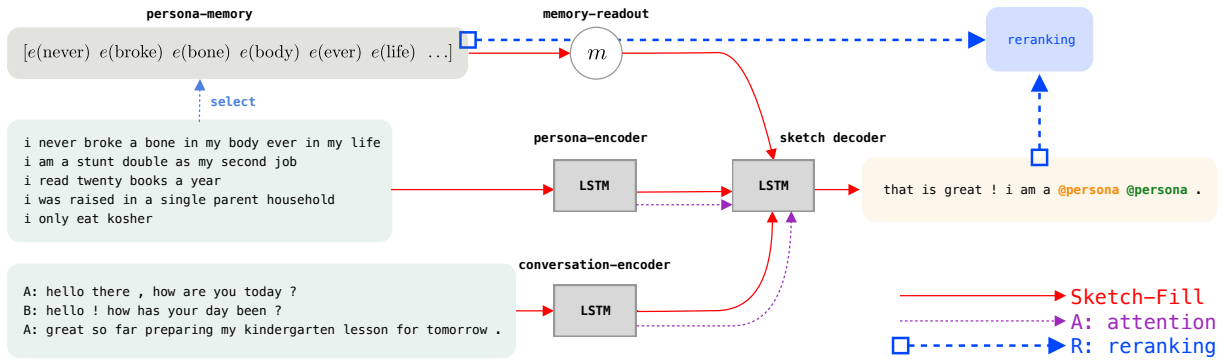 persona-memory
memory-readout
[e(never) e(broke) e(bone) e(body) e(ever) e(life) ...]
m
reranking
select
i never broke a bone in my body ever in my life
i am a stunt double as my second job
i read twenty books a year
i was raised in a single parent household
i only eat kosher
persona-encoder
LSTM
sketch decoder
LSTM
that is great ! i am a @persona @persona .
conversation-encoder
LSTM
A: hello there , how are you today ?
B: hello ! how has your day been ?
A: great so far preparing my kindergarten lesson for tomorrow .
Sketch-Fill
A: attention
R: reranking